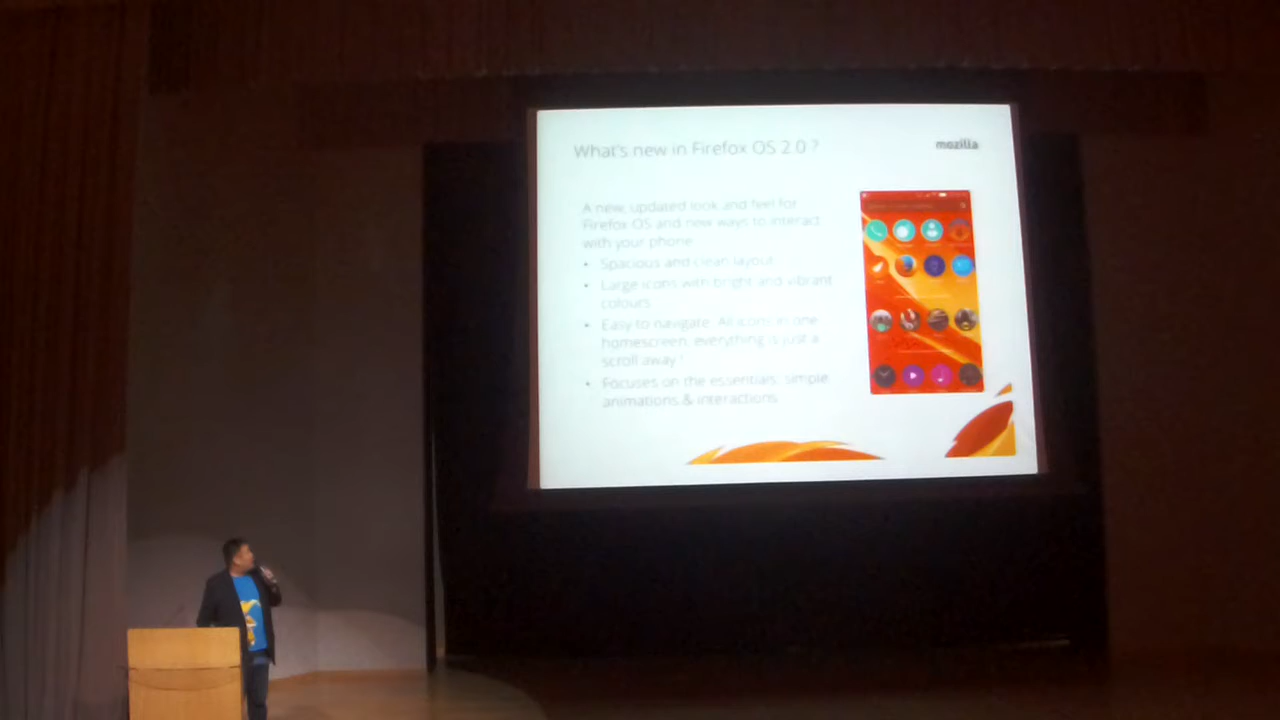 What's new in Firefox OS 2.0 ?
mozilla
A new, updated look and feel for
Firefox OS and new ways to interact
with your phone
• Spacious and clean layout
• Large icons with bright and vibrant
colours
• Easy to navigate. All icons in one
homescreen, everything is just a
scroll away !
• Focuses on the essentials: simple
animations & interactions